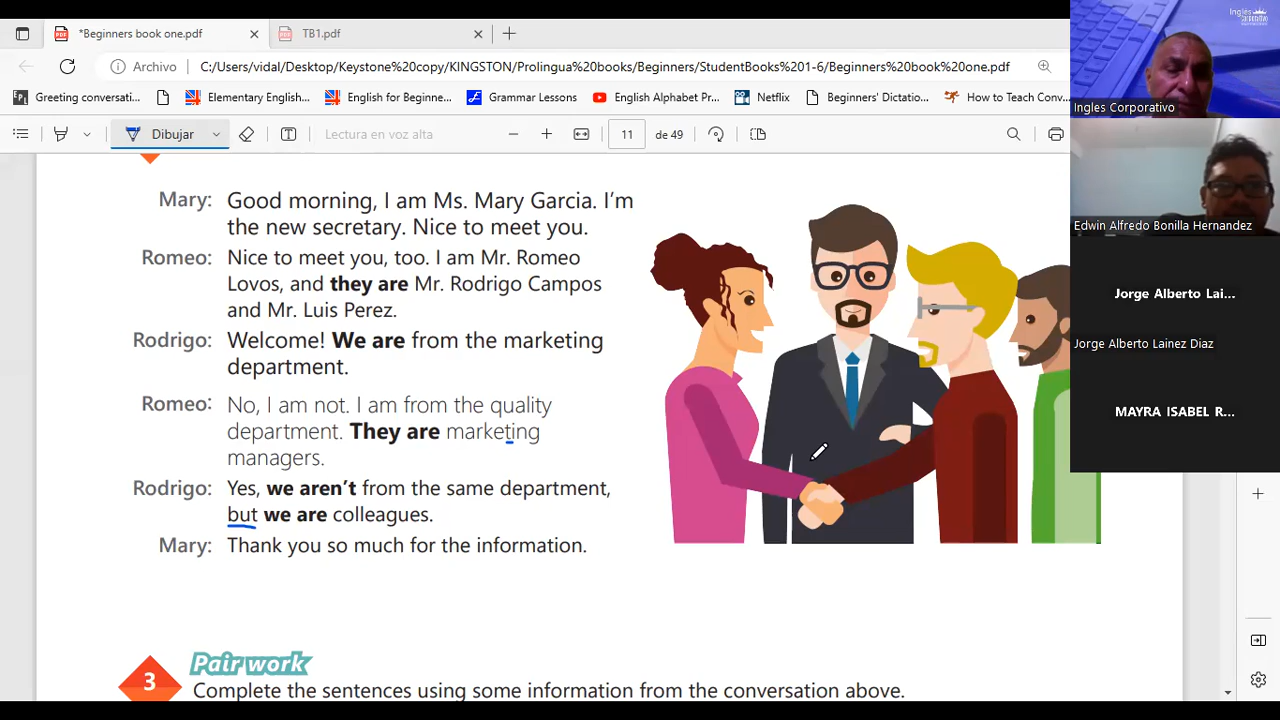 *Beginners book one.pdf
TB1.pdf
Archivo
C:/Users/vidal/Desktop/Keystone%20/copy/KINGSTON/Prolingua%20books/Beginners/StudentBooks%201-6/Beginners%20book%20one.pdf
Greeting conversati...
Elementary English...
English for Beginne...
Grammar Lessons
English Alphabet Pr...
Netflix
Beginners' Dictatio...
How to Teach Conv...
Dibujar
Lectura en voz alta
11
de 49
Mary: Good morning, I am Ms. Mary Garcia. I'm
the new secretary. Nice to meet you.
Romeo: Nice to meet you, too. I am Mr. Romeo
Lovos, and they are Mr. Rodrigo Campos
and Mr. Luis Perez.
Rodrigo: Welcome! We are from the marketing
department.
Romeo: No, I am not. I am from the quality
department. They are marketing
managers.
Rodrigo: Yes, we aren't from the same department,
but we are colleagues.
Mary: Thank you so much for the information.
3
Pair work
Complete the sentences using some information from the conversation above.
Ingles Corporativo
Edwin Alfredo Bonilla Hernandez
Jorge Alberto Lai...
Jorge Alberto Lainez Diaz
MAYRA ISABEL R...